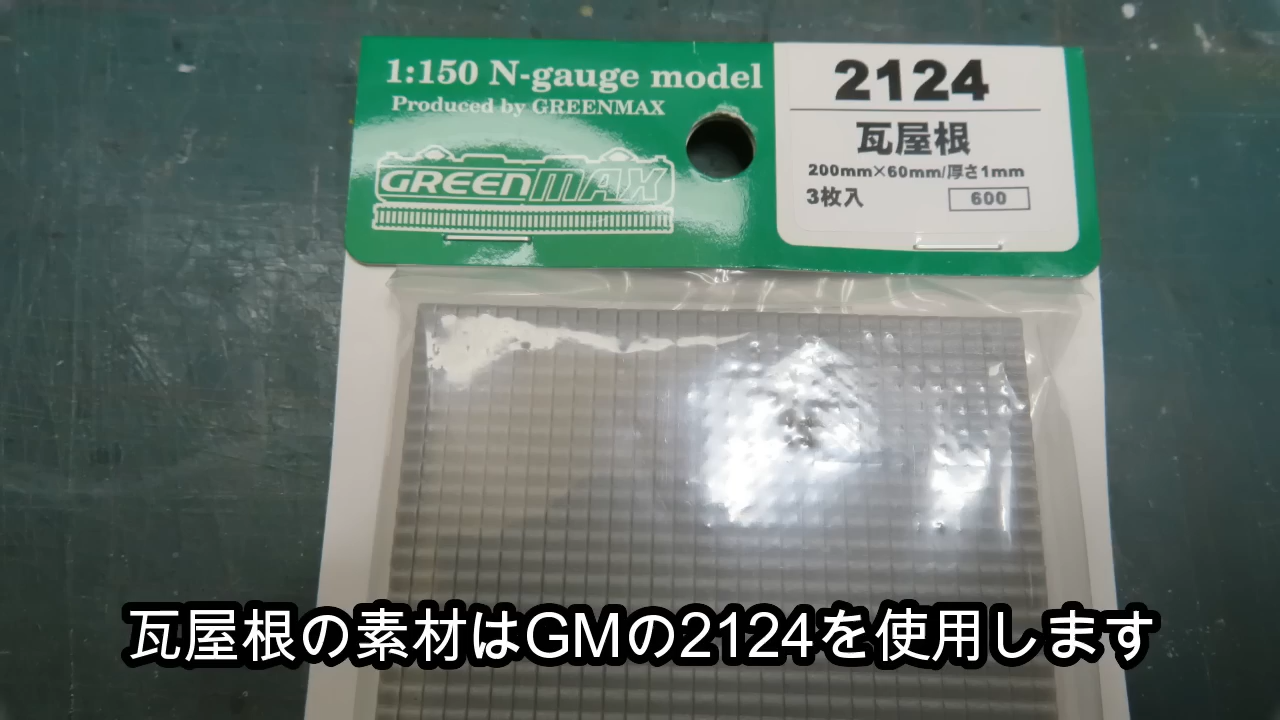 1:150 N-gauge model
Produced by GREENMAX
GREENMAX
2124
瓦屋根
200mm×60mm/厚さ1mm
3枚入
600
瓦屋根の素材はGMの2124を使用します